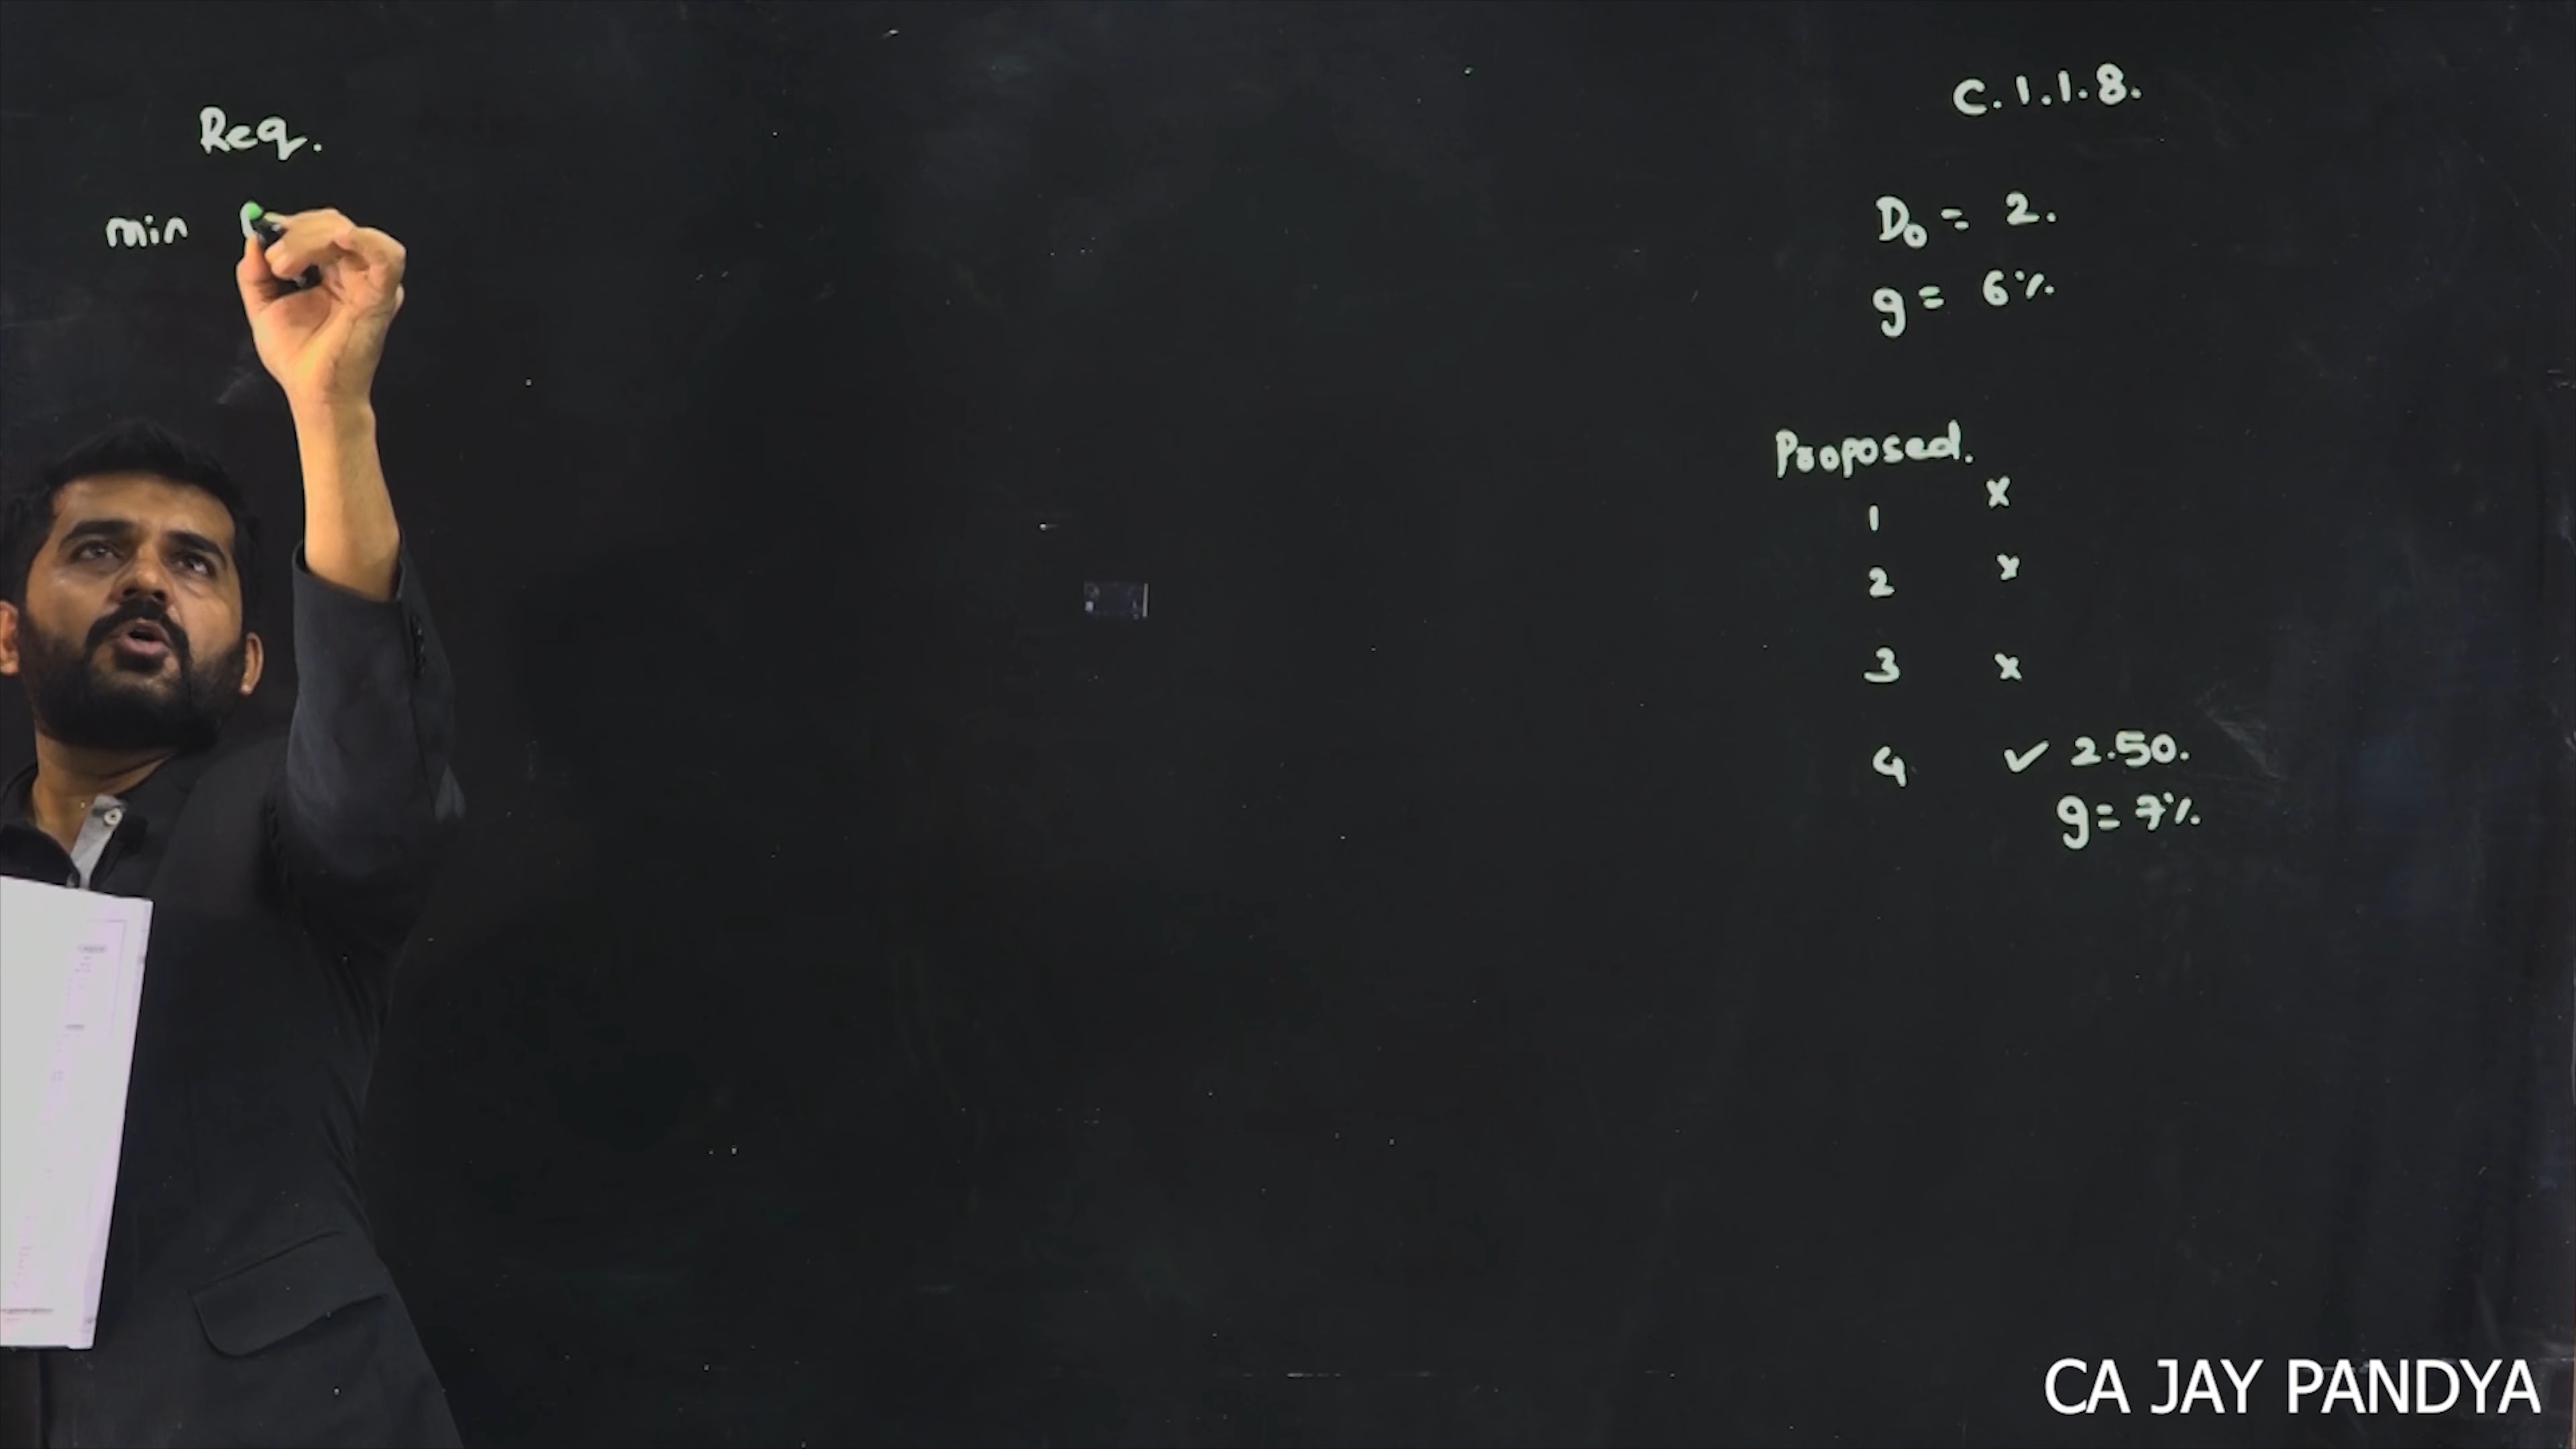 Req.
min
C.1.1.8.
D₀ = 2.
g = 6%.
Proposed.
1 x
2 x
3 x
4 ✓ 2.50.
g = 7%.
CA JAY PANDYA